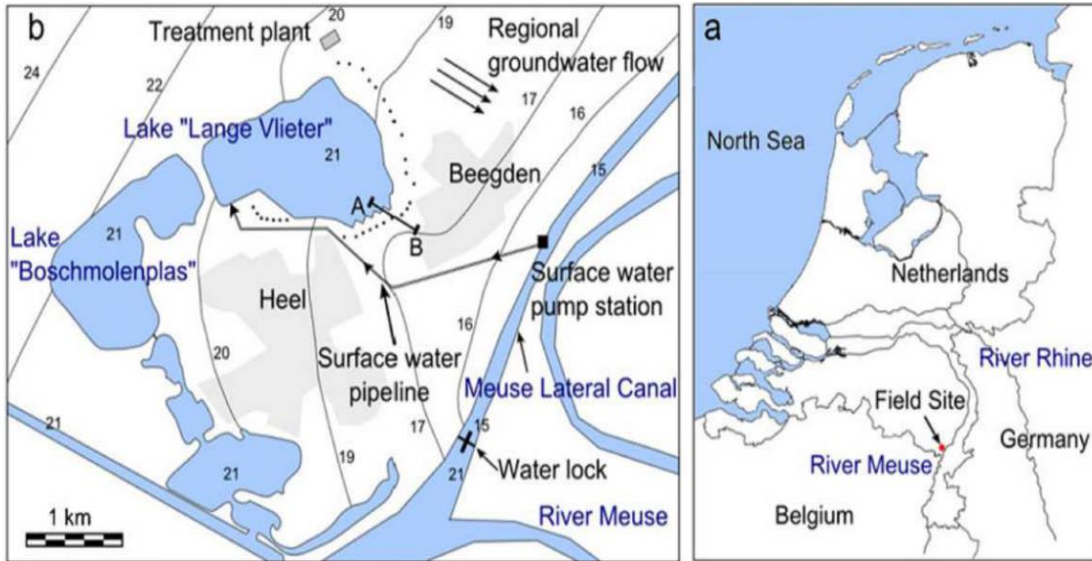 b
20
19
Treatment plant
Regional
groundwater flow
24
22
17
16
Lake "Lange Vlieter"
21
15
Beegden
A
B
21
Lake
"Boschmolenplas"
Heel
Surface water
pump station
16
20
Surface water
pipeline
Meuse Lateral Canal
21
17
15
19
21
21
Water lock
1 km
River Meuse
a
North Sea
Netherlands
River Rhine
Field Site
Germany
River Meuse
Belgium